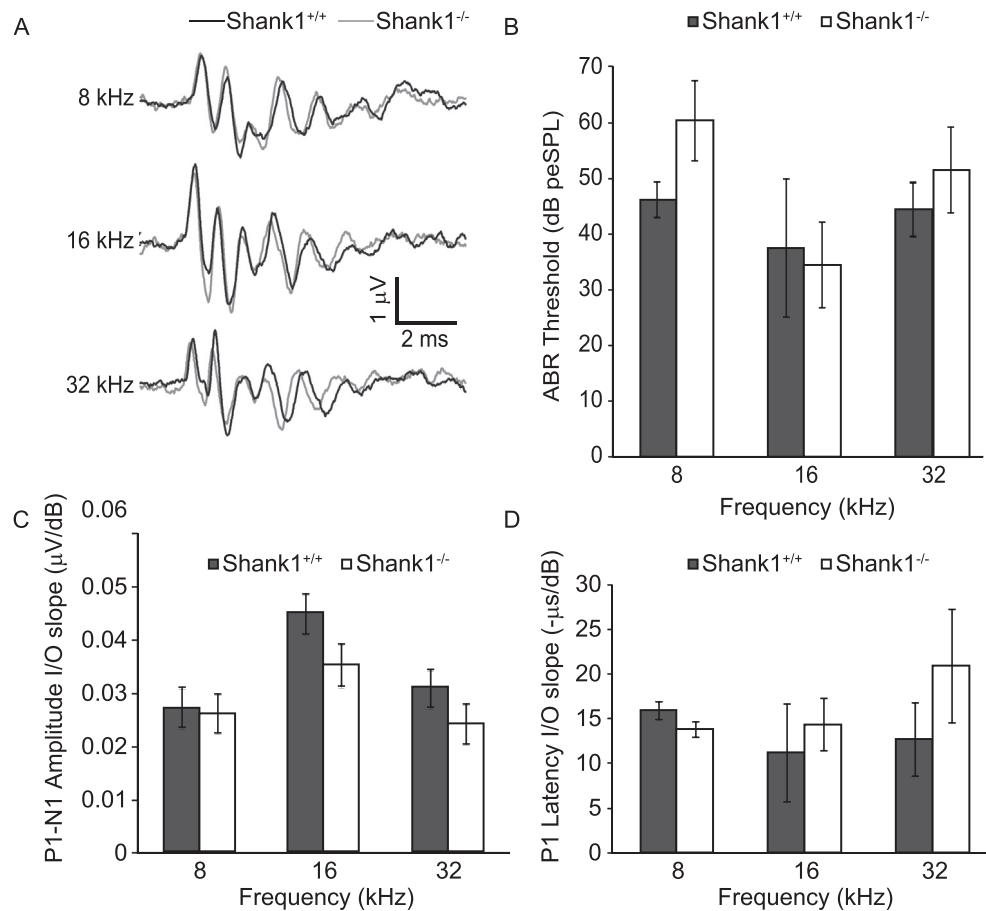 A
Shank1+/+ Shank1-/-
8 kHz
16 kHz
1 μV
2 ms
32 kHz
B
Shank1+/+ Shank1-/-
ABR Threshold (dB peSPL)
70
60
50
40
30
20
10
0
8 16 32
Frequency (kHz)
C
Shank1+/+ Shank1-/-
P1-N1 Amplitude I/O slope (μV/dB)
0.06
0.05
0.04
0.03
0.02
0.01
0
8 16 32
Frequency (kHz)
D
Shank1+/+ Shank1-/-
P1 Latency I/O slope (-μs/dB)
30
25
20
15
10
5
0
8 16 32
Frequency (kHz)